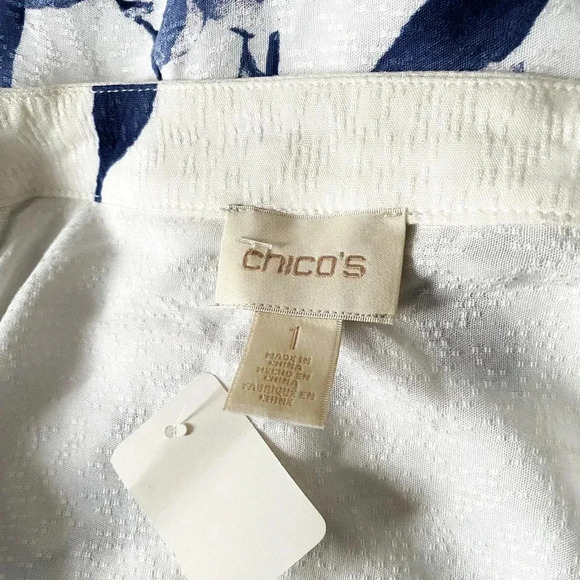 chico's
1
MADE IN
CHINA
HECHO EN
CHINA
FABRIQUÉ EN
CHINE